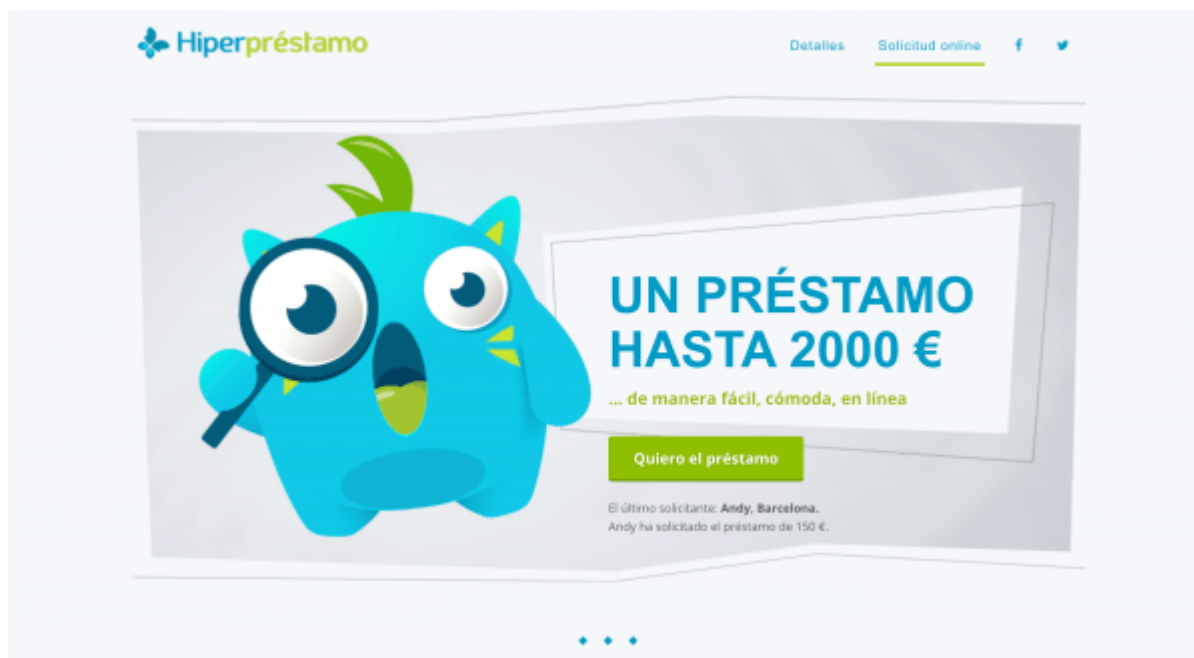 Hiperpréstamo
Detalles
Solicitud online
UN PRÉSTAMO
HASTA 2000 €
... de manera fácil, cómoda, en línea
Quiero el préstamo
El último solicitante: Andy, Barcelona.
Andy ha solicitado el préstamo de 150 €.